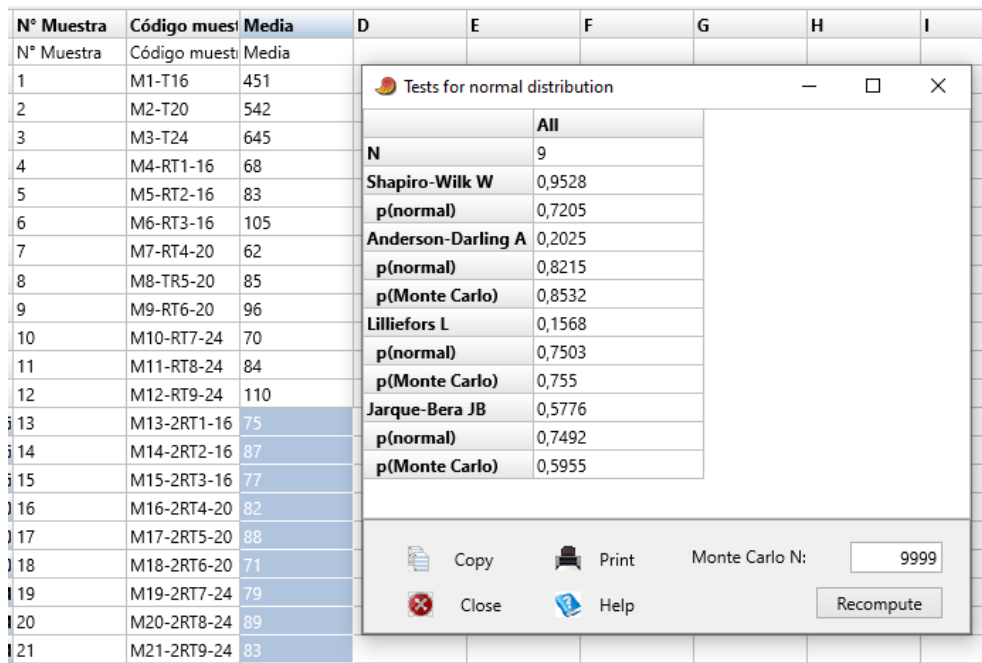 N° Muestra Código muest Media D E F G H I
N° Muestra Código muest Media
1 M1-T16 451
2 M2-T20 542
3 M3-T24 645
4 M4-RT1-16 68
5 M5-RT2-16 83
6 M6-RT3-16 105
7 M7-RT4-20 62
8 M8-TR5-20 85
9 M9-RT6-20 96
10 M10-RT7-24 70
11 M11-RT8-24 84
12 M12-RT9-24 110
13 M13-2RT1-16 75
14 M14-2RT2-16 87
15 M15-2RT3-16 77
16 M16-2RT4-20 82
17 M17-2RT5-20 88
18 M18-2RT6-20 71
19 M19-2RT7-24 79
20 M20-2RT8-24 89
21 M21-2RT9-24 83
Tests for normal distribution
All
N 9
Shapiro-Wilk W 0,9528
p(normal) 0,7205
Anderson-Darling A 0,2025
p(normal) 0,8215
p(Monte Carlo) 0,8532
Lilliefors L 0,1568
p(normal) 0,7503
p(Monte Carlo) 0,755
Jarque-Bera JB 0,5776
p(normal) 0,7492
p(Monte Carlo) 0,5955
Copy Print Monte Carlo N: 9999
Close Help Recompute